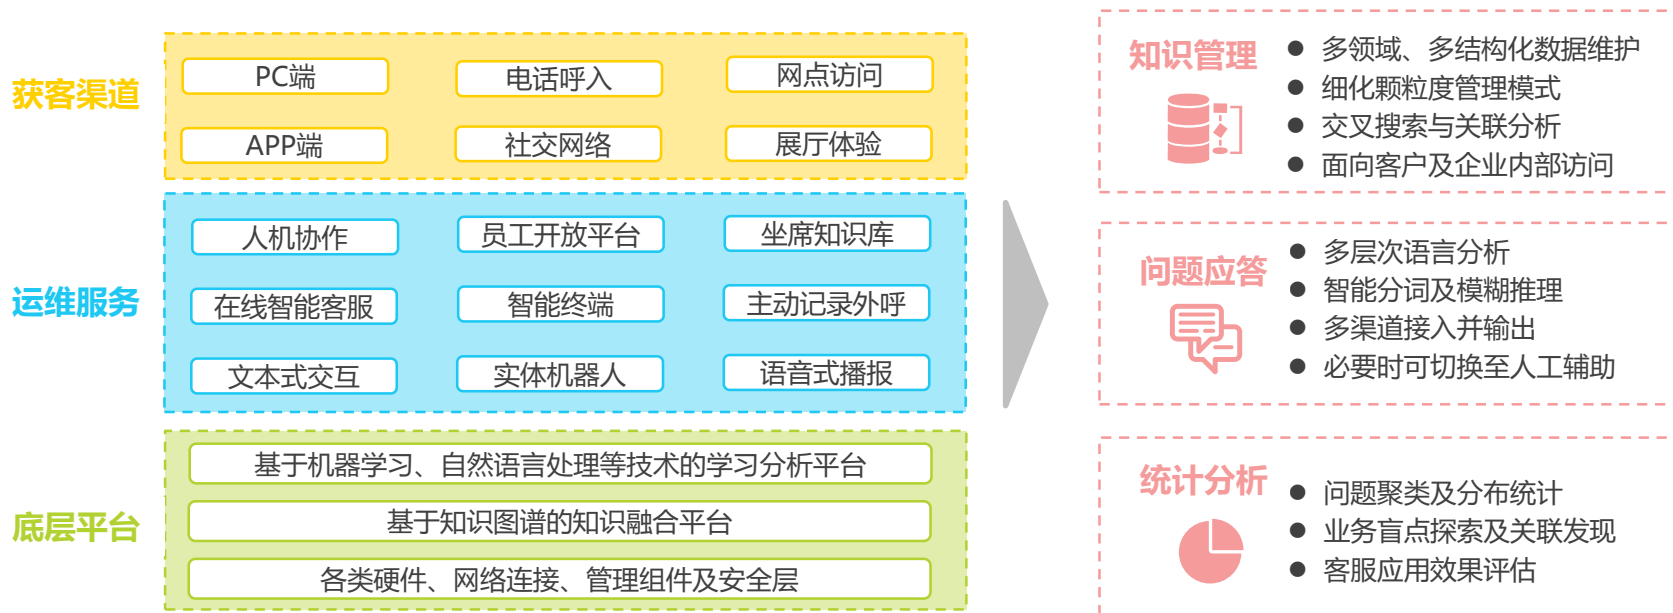 获客渠道
PC端
电话呼入
网点访问
APP端
社交网络
展厅体验
运维服务
人机协作
员工开放平台
坐席知识库
在线智能客服
智能终端
主动记录外呼
文本式交互
实体机器人
语音式播报
底层平台
基于机器学习、自然语言处理等技术的学习分析平台
基于知识图谱的知识融合平台
各类硬件、网络连接、管理组件及安全层
知识管理
● 多领域、多结构化数据维护
● 细化颗粒度管理模式
● 交叉搜索与关联分析
● 面向客户及企业内部访问
问题应答
● 多层次语言分析
● 智能分词及模糊推理
● 多渠道接入并输出
● 必要时可切换至人工辅助
统计分析
● 问题聚类及分布统计
● 业务盲点探索及关联发现
● 客服应用效果评估